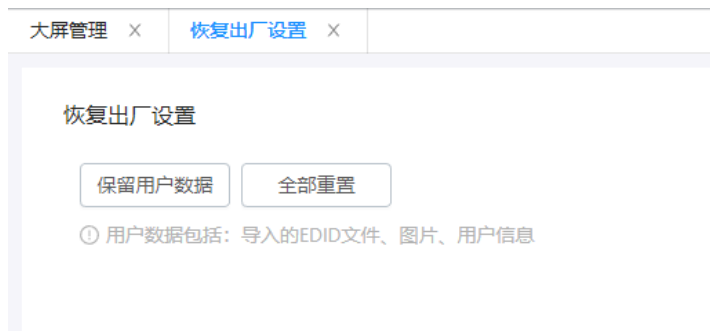 大屏管理 × 恢复出厂设置 ×
恢复出厂设置
保留用户数据 全部重置
用户数据包括：导入的EDID文件、图片、用户信息